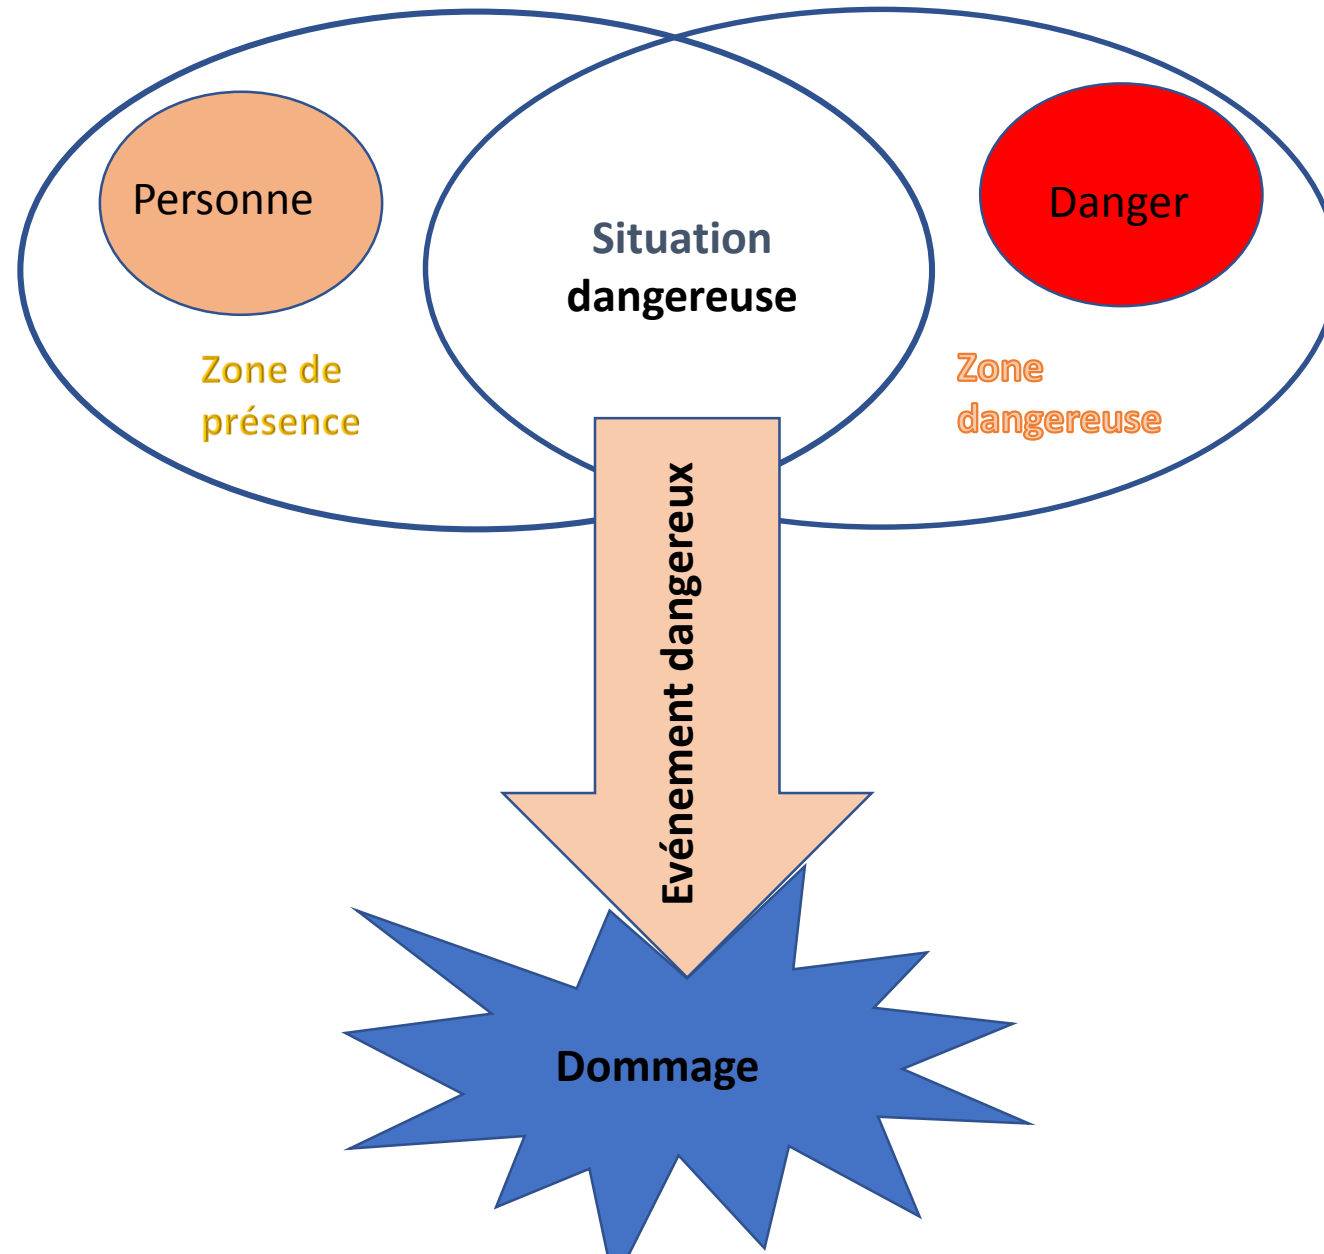 Personne
Danger
Situation
dangereuse
Zone de
présence
Zone
dangereuse
Evénement dangereux
Dommage